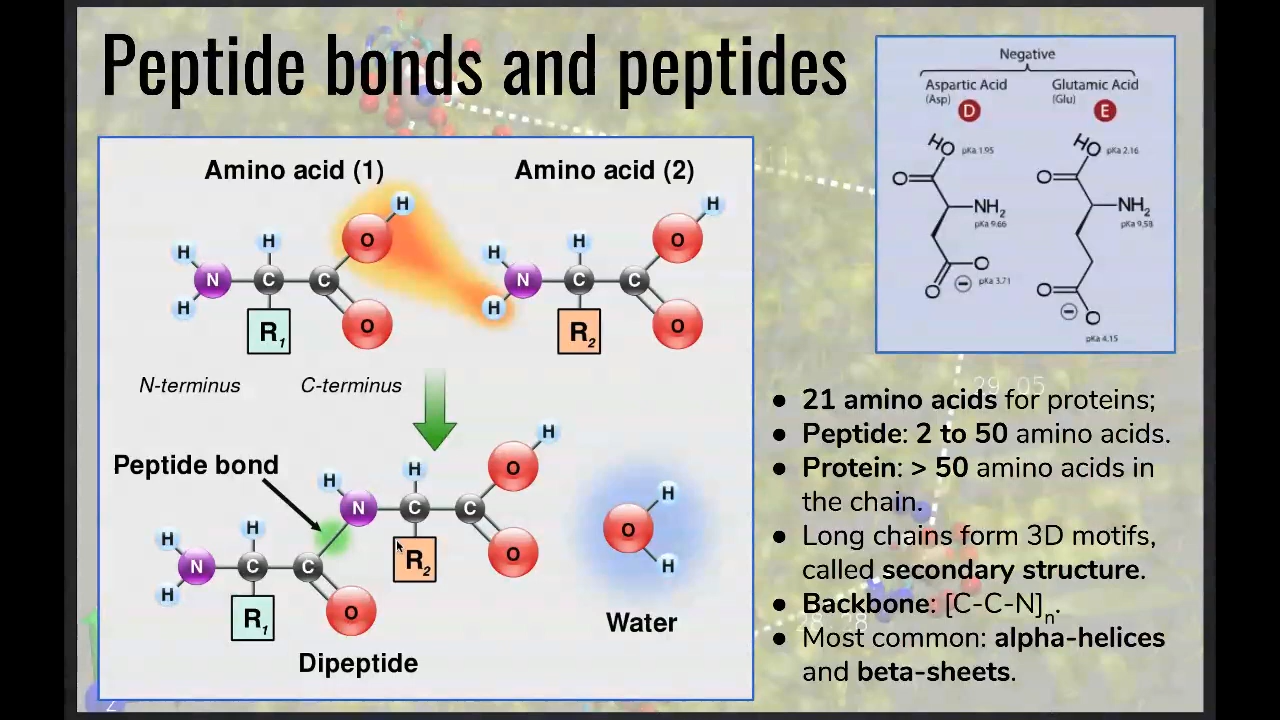 Peptide bonds and peptides
Negative
Aspartic Acid Glutamic Acid
(Asp) (Glu)
D E
HO pKa 1.95 HO pKa 2.16
O O
NH2 NH2
pKa 9.66 pKa 9.58
O
O − pKa 3.71 O
− O
pKa 4.15
Amino acid (1) Amino acid (2)
H H
O O
H H H H
N C C N C C
H H
R1 O R2 O
N-terminus C-terminus
H
Peptide bond H H O
N C C
H H R2 O
N C C
H
R1 O
Dipeptide
H
O
H
Water
29.05
● 21 amino acids for proteins;
● Peptide: 2 to 50 amino acids.
● Protein: > 50 amino acids in
the chain.
● Long chains form 3D motifs,
called secondary structure.
● Backbone: [C-C-N]n.
● Most common: alpha-helices
and beta-sheets.
2